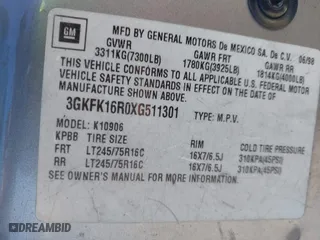 GM
MFD BY GENERAL MOTORS DE MEXICO SA. DE C.V. 06/98
GVWR GAWR FRT GAWR RR
3311KG(7300LB) 1780KG(3925LB) 1814KG(4000LB)
THIS VEHICLE CONFORMS TO ALL APPLICABLE U.S. FEDERAL
MOTOR VEHICLE SAFETY STANDARDS IN EFFECT ON THE DATE OF
MANUFACTURE SHOWN ABOVE.
3GKFK16R0XG511301 TYPE: M.P.V.
MODEL: K10906
KPBB TIRE SIZE RIM COLD TIRE PRESSURE
FRT LT245/75R16C 16X7/6.5J 310KPA(45PSI)
RR LT245/75R16C 16X7/6.5J 310KPA(45PSI)
SEE OWNER'S MANUAL FOR ADDITIONAL INFORMATION.
DREAMBID